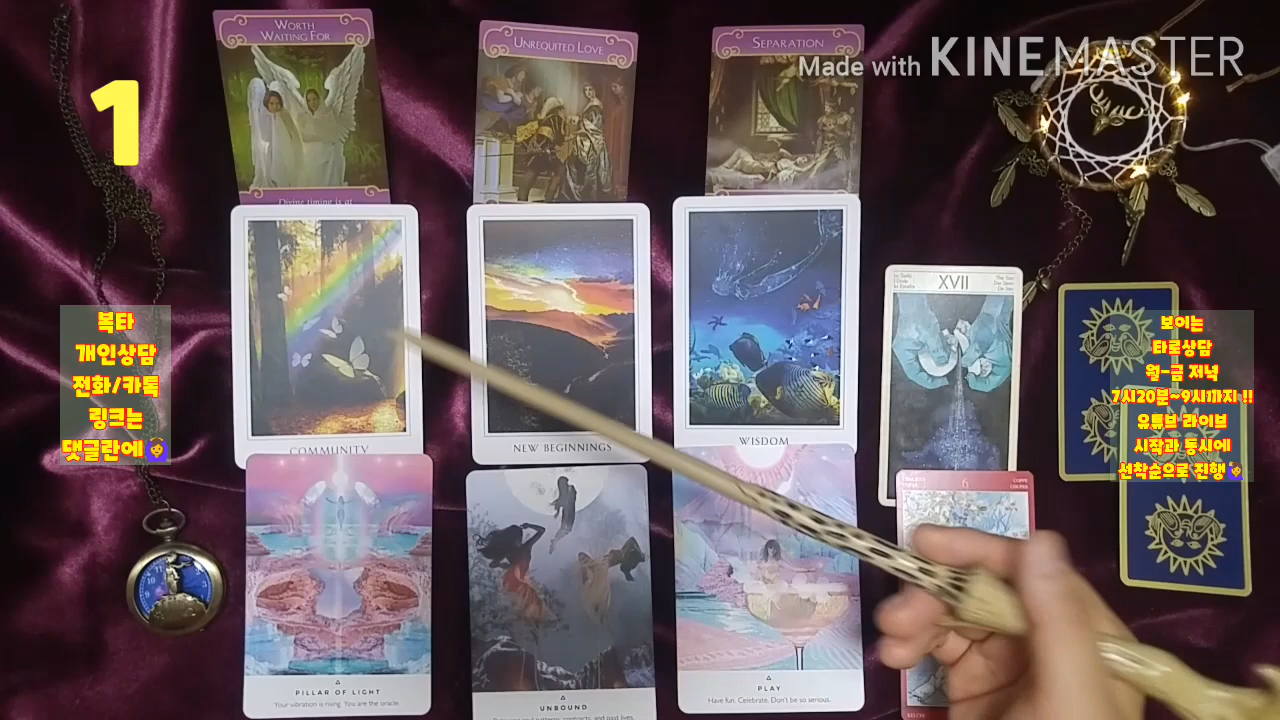 1
WORTH
WAITING FOR
Divine timing is at
UNREQUITED LOVE
SEPARATION
Made with KINEMASTER
COMMUNITY
NEW BEGINNINGS
WISDOM
XVII
6
복타
개인상담
전화/카톡
링크는
댓글란에🙆‍♀️
보이는
타로상담
월-금 저녁
7시20분~9시까지 !!
유튜브 라이브
시작과 동시에
선착순으로 진행🙋‍♀️
PILLAR OF LIGHT
Your vibration is rising. You are the oracle.
UNBOUND
PLAY
Have fun. Celebrate. Don't be so serious.